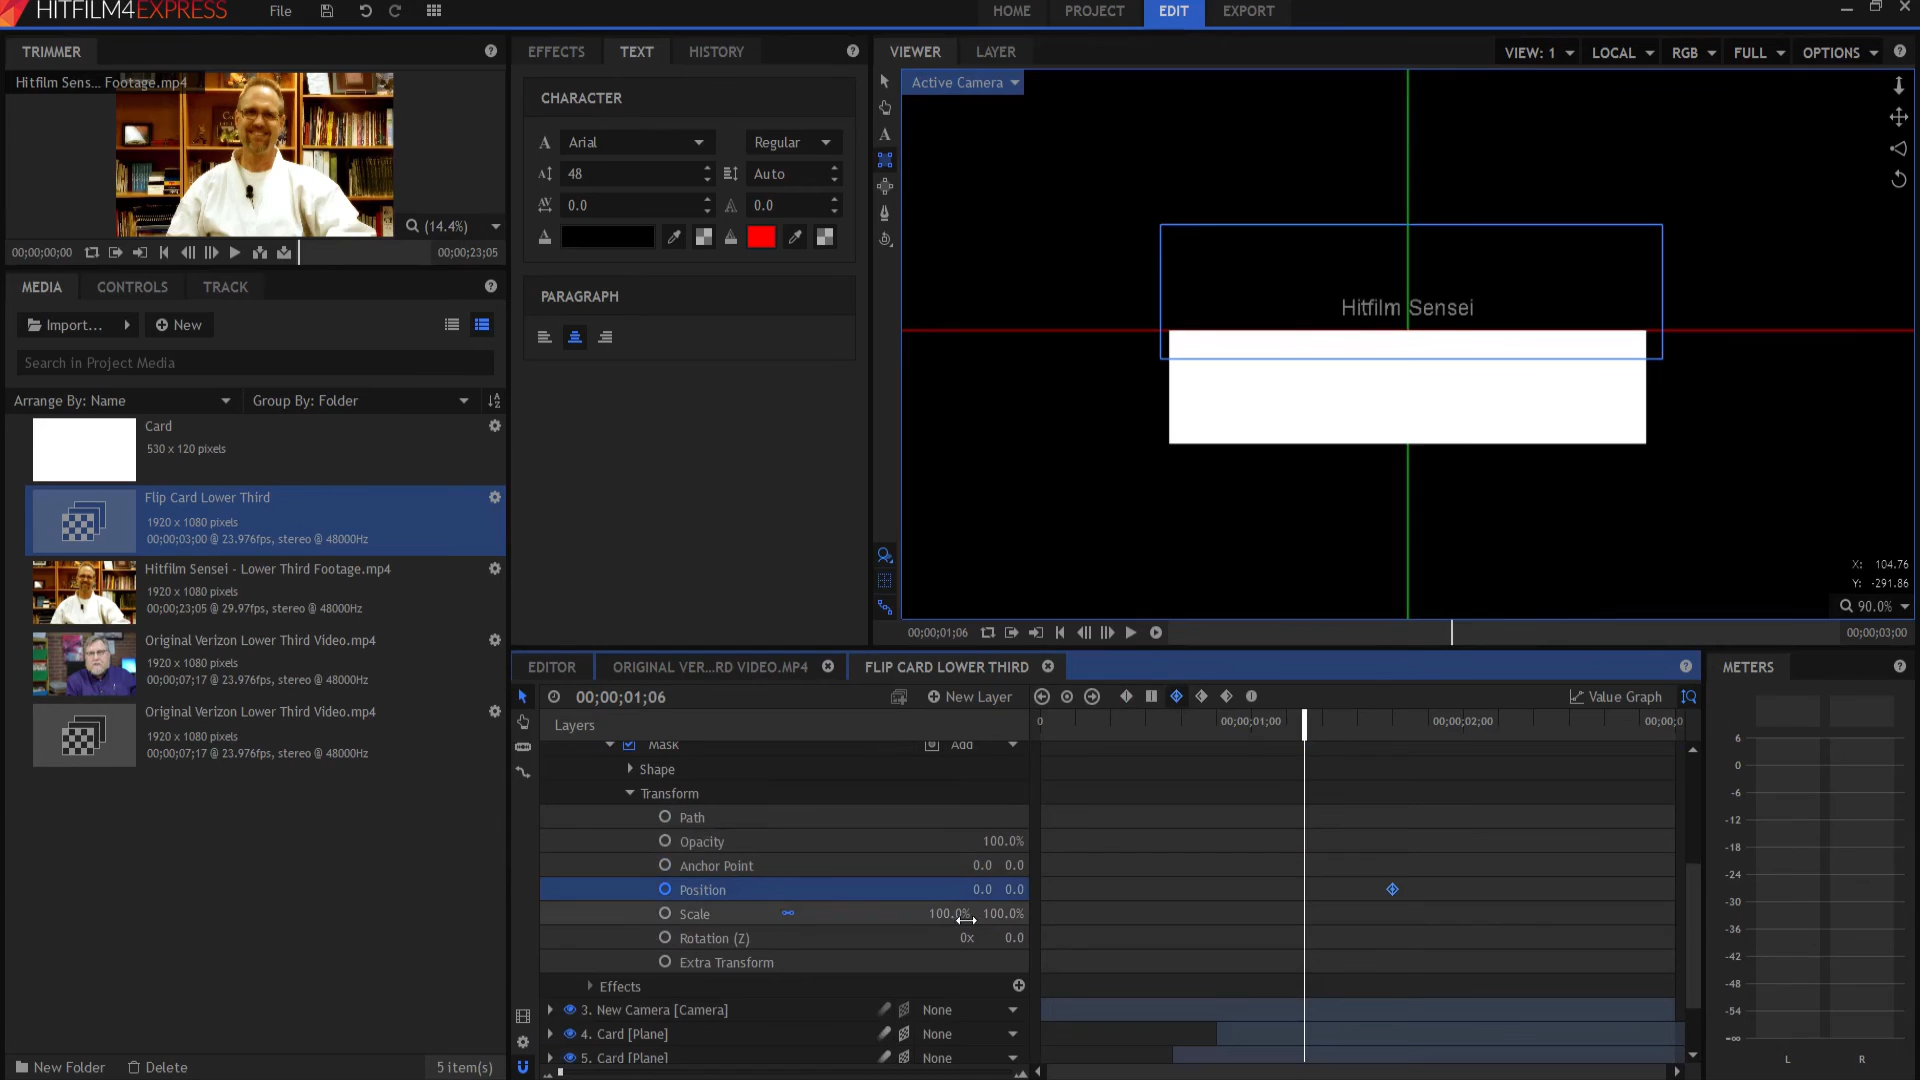 HITFILM4EXPRESS
File
HOME
PROJECT
EDIT
EXPORT
TRIMMER
Hitfilm Sens... Footage.mp4
(14.4%)
00;00;00;00
00;00;23;05
EFFECTS
TEXT
HISTORY
CHARACTER
Arial
Regular
48
Auto
0.0
0.0
PARAGRAPH
VIEWER
LAYER
VIEW: 1
LOCAL
RGB
FULL
OPTIONS
Active Camera
Hitfilm Sensei
X: 104.76
Y: -291.86
90.0%
00;00;01;06
00;00;03;00
MEDIA
CONTROLS
TRACK
Import...
New
Search in Project Media
Arrange By: Name
Group By: Folder
Card
530 x 120 pixels
Flip Card Lower Third
1920 x 1080 pixels
00;00;03;00 @ 23.976fps, stereo @ 48000Hz
Hitfilm Sensei - Lower Third Footage.mp4
1920 x 1080 pixels
00;00;23;05 @ 29.97fps, stereo @ 48000Hz
Original Verizon Lower Third Video.mp4
1920 x 1080 pixels
00;00;07;17 @ 23.976fps, stereo @ 48000Hz
Original Verizon Lower Third Video.mp4
1920 x 1080 pixels
00;00;07;17 @ 23.976fps, stereo @ 48000Hz
New Folder
Delete
5 item(s)
EDITOR
ORIGINAL VER...RD VIDEO.MP4
FLIP CARD LOWER THIRD
00;00;01;06
New Layer
Value Graph
Layers
0
00;00;01;00
00;00;02;00
00;00;0
Mask
Add
Shape
Transform
Path
Opacity 100.0%
Anchor Point 0.0 0.0
Position 0.0 0.0
Scale 100.0% 100.0%
Rotation (Z) 0x 0.0
Extra Transform
Effects
3. New Camera [Camera] None
4. Card [Plane] None
5. Card [Plane] None
METERS
6
0
-6
-12
-18
-24
-30
-36
-42
-48
-54
-∞
L R